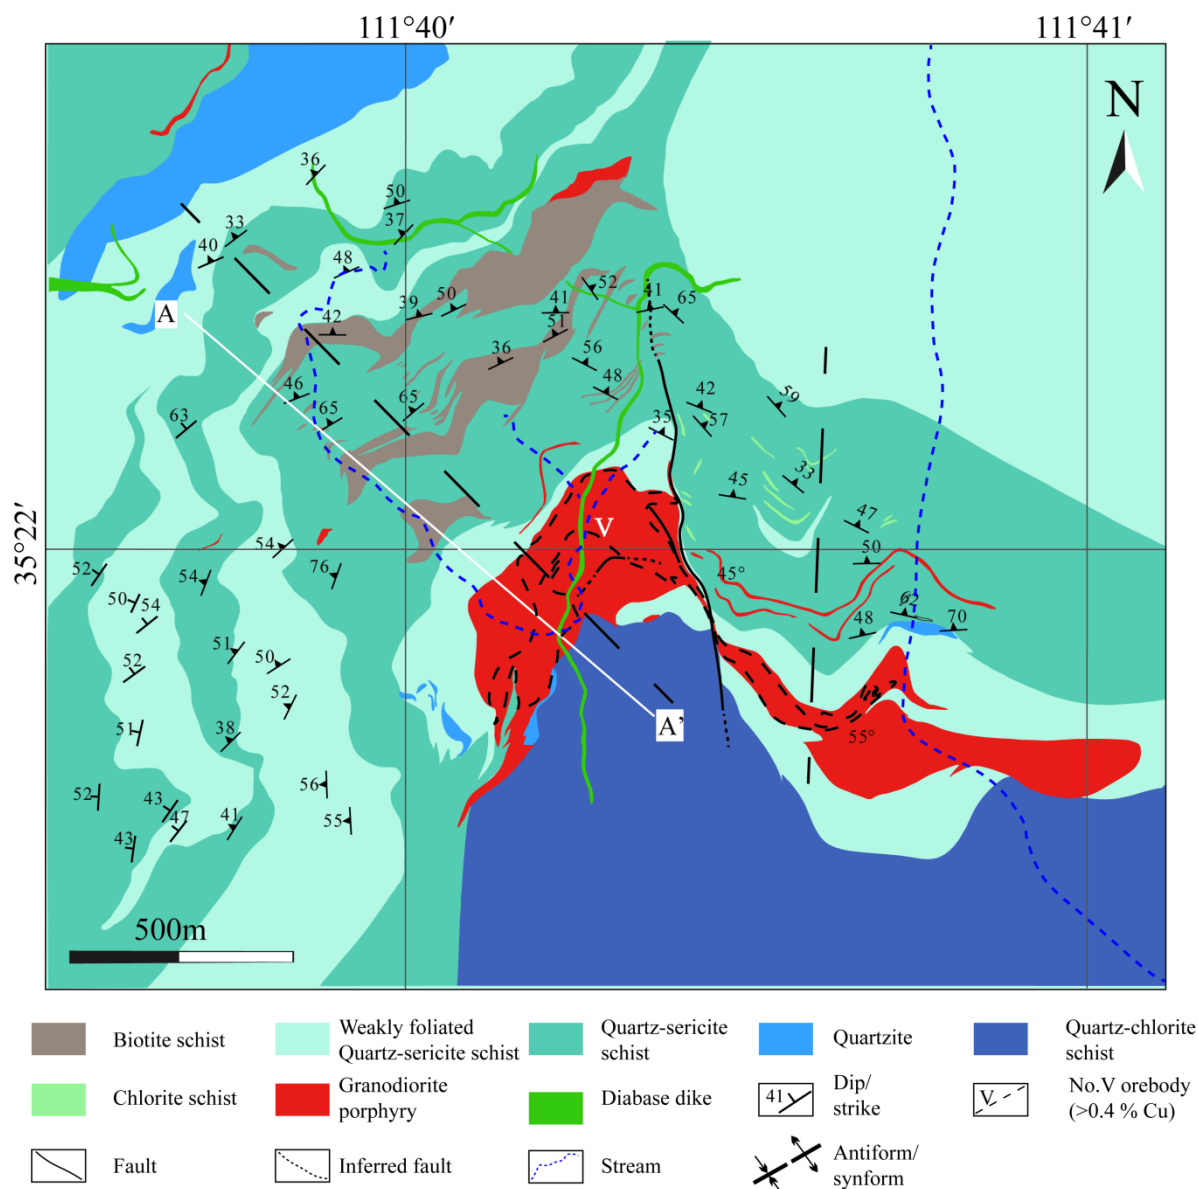 111°40′ 111°41′
N
36
50
33
37
40
48
52
41
41
65
A
39
50
42
51
36
56
48
59
46
65
42
63
65
35
57
33
45
47
V
35°22′
54
50
52
54
76
45°
50
54
62
48
70
51
50
52
52
51
38
A’
55°
56
52
43
47
41
55
43
500m
Biotite schist
Weakly foliated
Quartz-sericite schist
Quartz-sericite
schist
Quartzite
Quartz-chlorite
schist
Chlorite schist
Granodiorite
porphyry
Diabase dike
41
Dip/
strike
V
No.V orebody
(>0.4 % Cu)
Fault
Inferred fault
Stream
Antiform/
synform